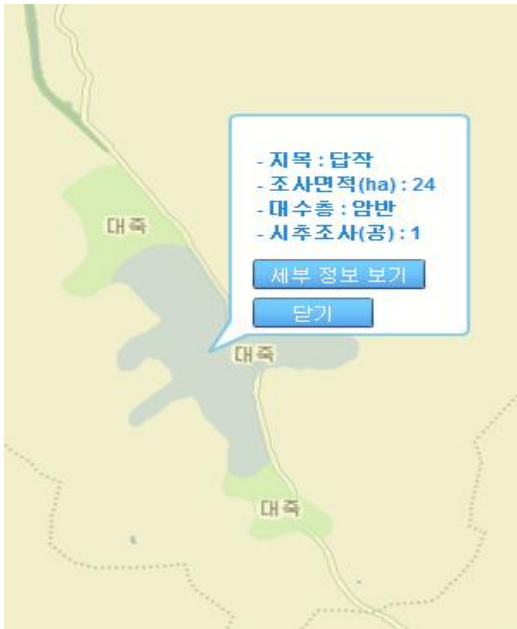 대죽
- 지목 : 답작
- 조사면적(ha) : 24
- 대수층 : 암반
- 시추조사(공) : 1
세부 정보 보기
닫기
대죽
대죽